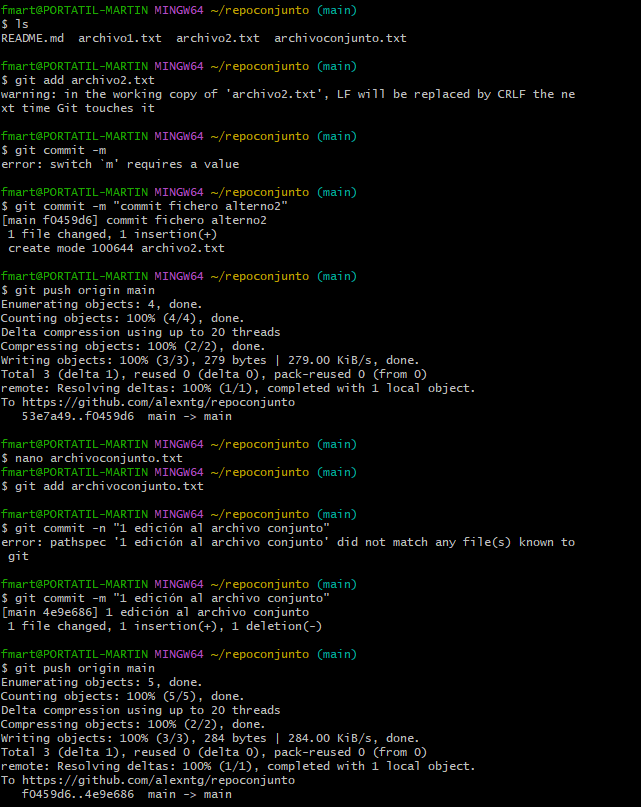 fmart@PORTATIL-MARTIN MINGW64 ~/repoconjunto (main)
$ ls
README.md  archivo1.txt  archivo2.txt  archivoconjunto.txt
fmart@PORTATIL-MARTIN MINGW64 ~/repoconjunto (main)
$ git add archivo2.txt
warning: in the working copy of 'archivo2.txt', LF will be replaced by CRLF the ne
xt time Git touches it
fmart@PORTATIL-MARTIN MINGW64 ~/repoconjunto (main)
$ git commit -m
error: switch `m' requires a value
fmart@PORTATIL-MARTIN MINGW64 ~/repoconjunto (main)
$ git commit -m "commit fichero alterno2"
[main f0459d6] commit fichero alterno2
 1 file changed, 1 insertion(+)
 create mode 100644 archivo2.txt
fmart@PORTATIL-MARTIN MINGW64 ~/repoconjunto (main)
$ git push origin main
Enumerating objects: 4, done.
Counting objects: 100% (4/4), done.
Delta compression using up to 20 threads
Compressing objects: 100% (2/2), done.
Writing objects: 100% (3/3), 279 bytes | 279.00 KiB/s, done.
Total 3 (delta 1), reused 0 (delta 0), pack-reused 0 (from 0)
remote: Resolving deltas: 100% (1/1), completed with 1 local object.
To https://github.com/alexntg/repoconjunto
   53e7a49..f0459d6  main -> main
fmart@PORTATIL-MARTIN MINGW64 ~/repoconjunto (main)
$ nano archivoconjunto.txt
fmart@PORTATIL-MARTIN MINGW64 ~/repoconjunto (main)
$ git add archivoconjunto.txt
fmart@PORTATIL-MARTIN MINGW64 ~/repoconjunto (main)
$ git commit -n "1 edición al archivo conjunto"
error: pathspec '1 edición al archivo conjunto' did not match any file(s) known to
 git
fmart@PORTATIL-MARTIN MINGW64 ~/repoconjunto (main)
$ git commit -m "1 edición al archivo conjunto"
[main 4e9e686] 1 edición al archivo conjunto
 1 file changed, 1 insertion(+), 1 deletion(-)
fmart@PORTATIL-MARTIN MINGW64 ~/repoconjunto (main)
$ git push origin main
Enumerating objects: 5, done.
Counting objects: 100% (5/5), done.
Delta compression using up to 20 threads
Compressing objects: 100% (2/2), done.
Writing objects: 100% (3/3), 284 bytes | 284.00 KiB/s, done.
Total 3 (delta 1), reused 0 (delta 0), pack-reused 0 (from 0)
remote: Resolving deltas: 100% (1/1), completed with 1 local object.
To https://github.com/alexntg/repoconjunto
   f0459d6..4e9e686  main -> main